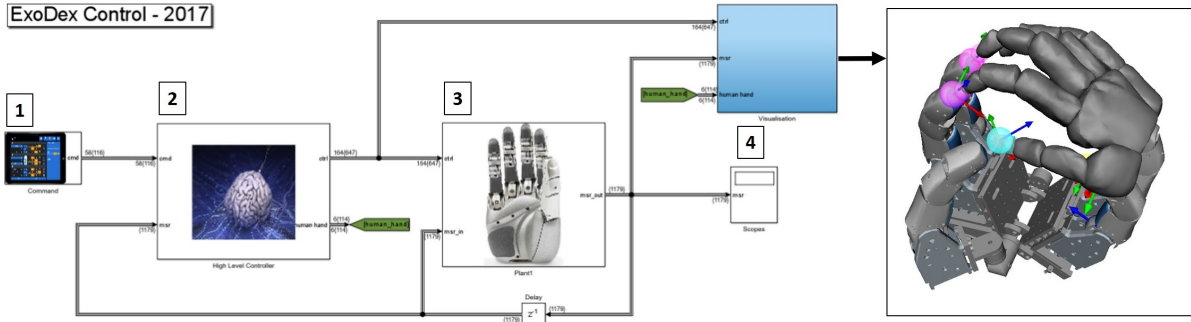 ExoDex Control - 2017
1
2
3
4
cmd
58{116}
58{116}
cmd
Command
msr
{1179}
ctrl
164{647}
human hand
6{114}
6{114}
[human_hand]
High Level Controller
164{647}
ctrl
{1179}
msr_in
msr_out
{1179}
Plant1
Delay
Z-1
{1179}
{1179}
ctrl
164{647}
msr
{1179}
[human_hand]
6{114}
6{114}
human hand
Visualisation
msr
{1179}
Scopes